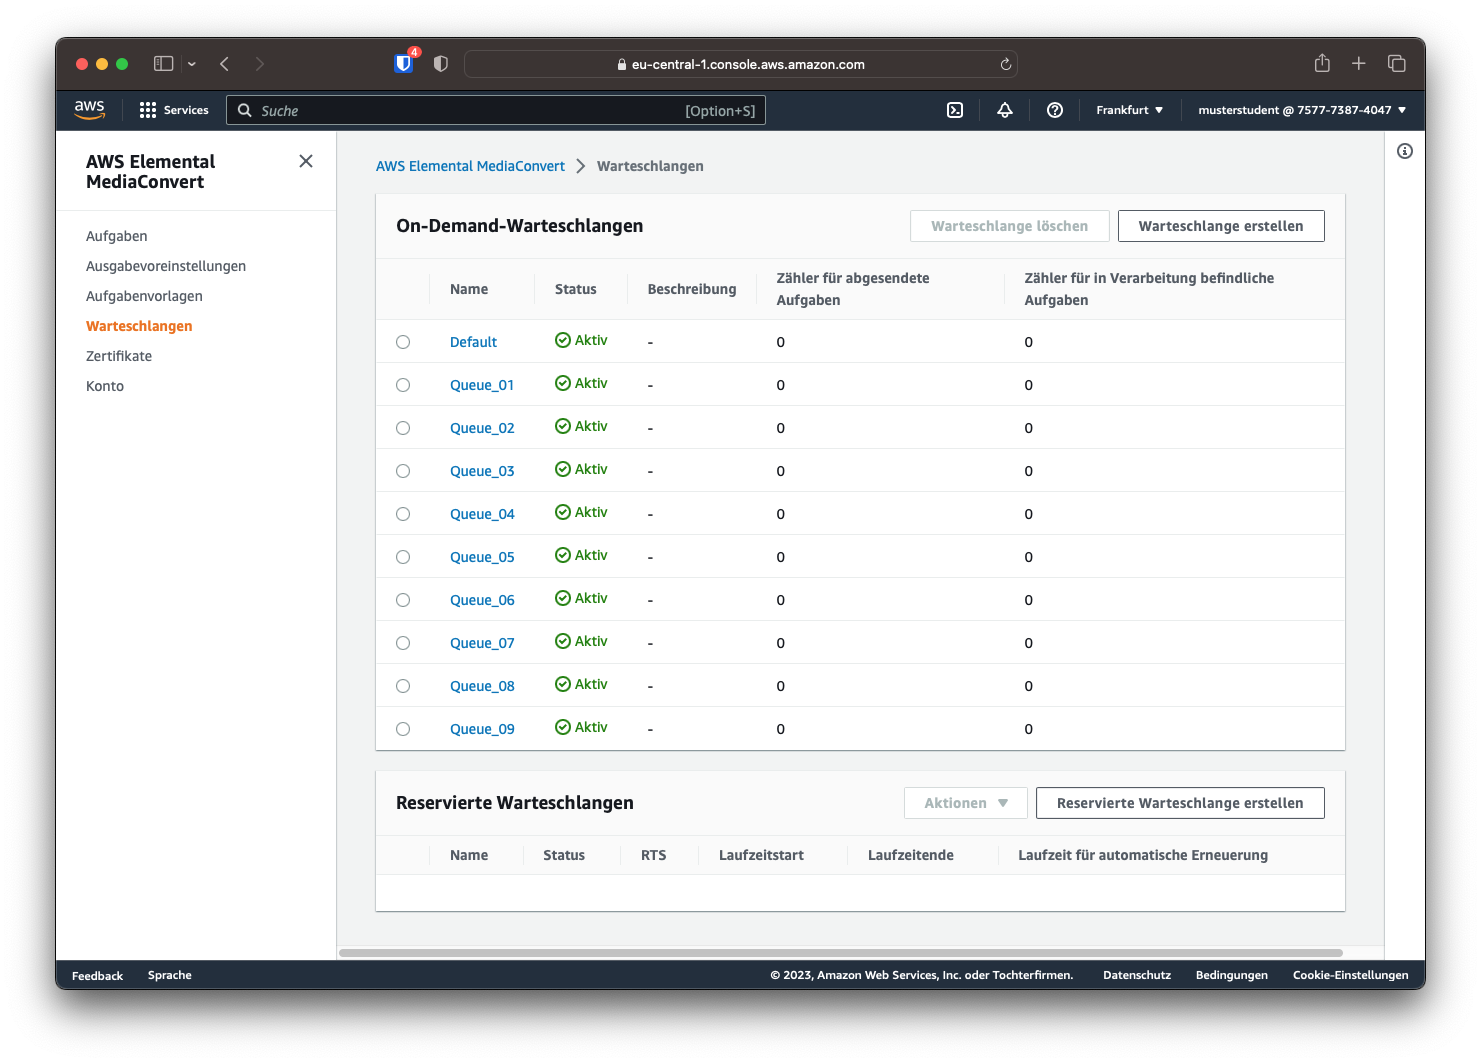 4
eu-central-1.console.aws.amazon.com
aws
Services
Suche
[Option+S]
Frankfurt
musterstudent @ 7577-7387-4047
AWS Elemental
MediaConvert
Aufgaben
Ausgabevoreinstellungen
Aufgabenvorlagen
Warteschlangen
Zertifikate
Konto
AWS Elemental MediaConvert
Warteschlangen
On-Demand-Warteschlangen
Warteschlange löschen
Warteschlange erstellen
Name Status Beschreibung Zähler für abgesendete Aufgaben Zähler für in Verarbeitung befindliche Aufgaben
Default Aktiv - 0 0
Queue_01 Aktiv - 0 0
Queue_02 Aktiv - 0 0
Queue_03 Aktiv - 0 0
Queue_04 Aktiv - 0 0
Queue_05 Aktiv - 0 0
Queue_06 Aktiv - 0 0
Queue_07 Aktiv - 0 0
Queue_08 Aktiv - 0 0
Queue_09 Aktiv - 0 0
Reservierte Warteschlangen
Aktionen
Reservierte Warteschlange erstellen
Name Status RTS Laufzeitstart Laufzeitende Laufzeit für automatische Erneuerung
Feedback Sprache © 2023, Amazon Web Services, Inc. oder Tochterfirmen. Datenschutz Bedingungen Cookie-Einstellungen